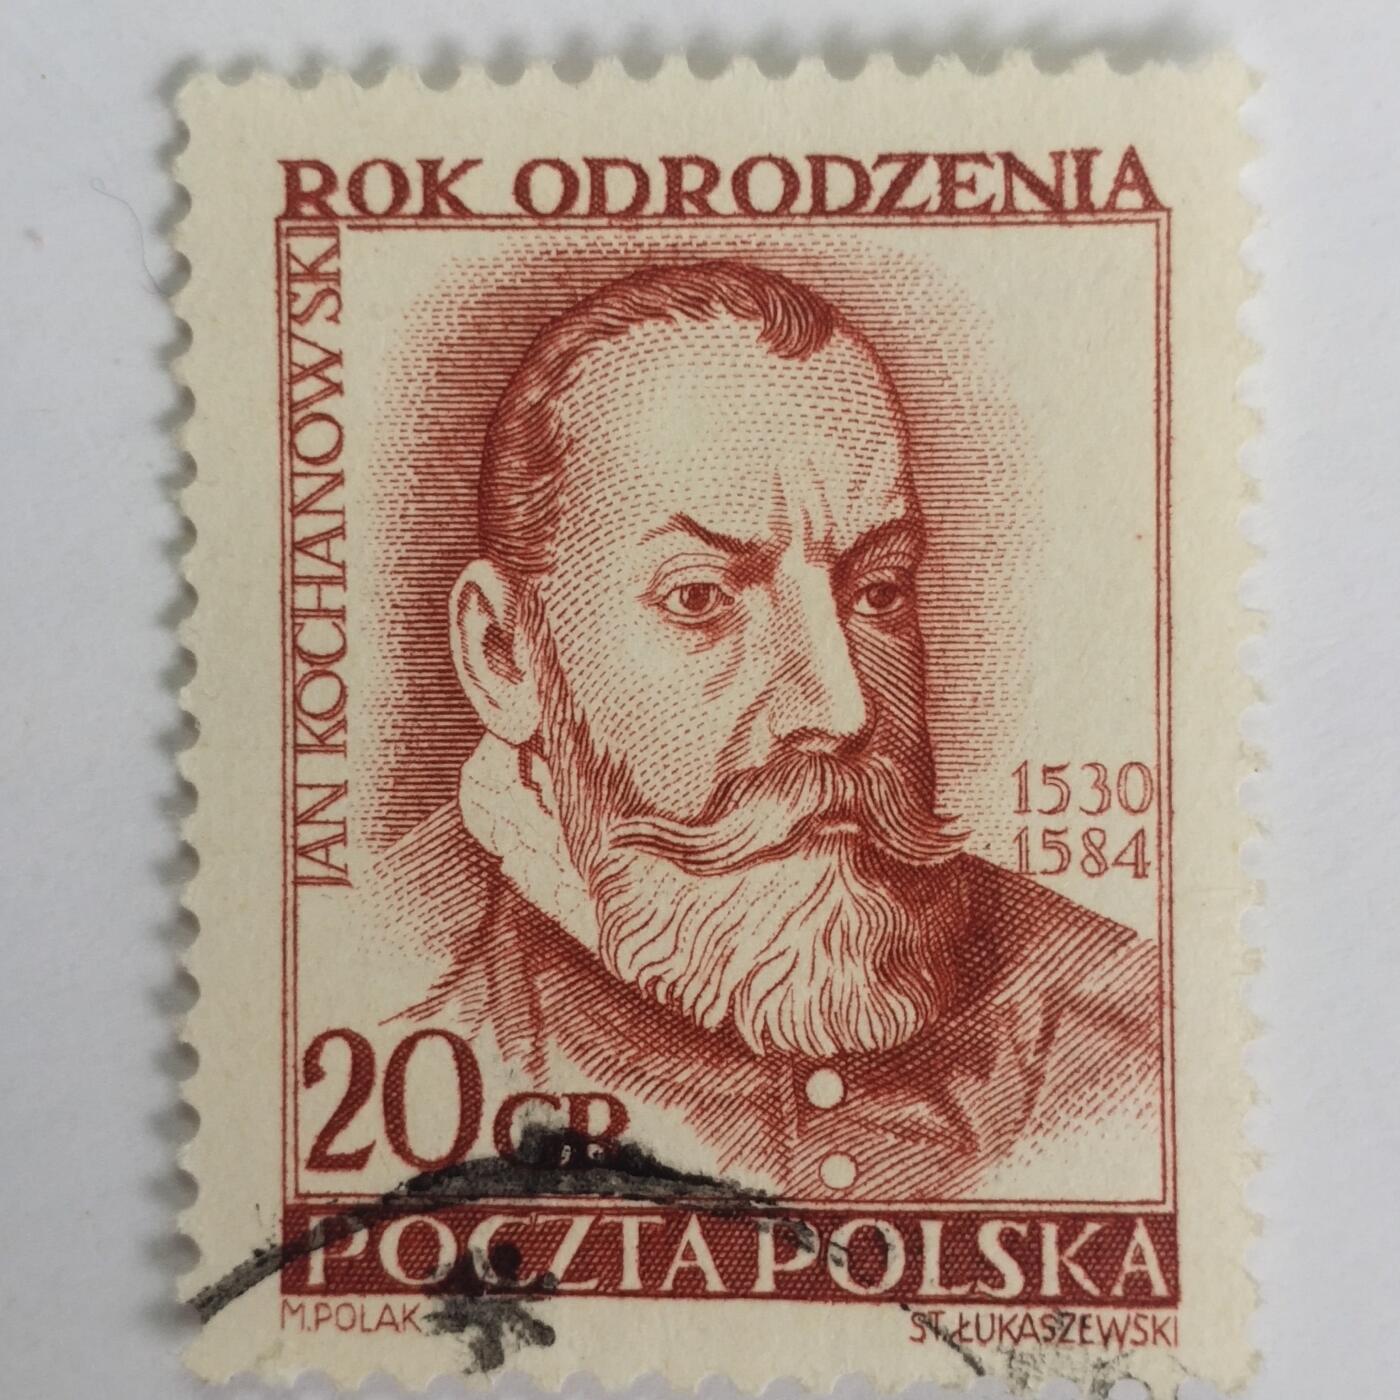 ROK ODRODZENIA
JAN KOCHANOWSKI
1530
1584
20 GR
POCZTA POLSKA
M.POLAK
ST. ŁUKASZEWSKI